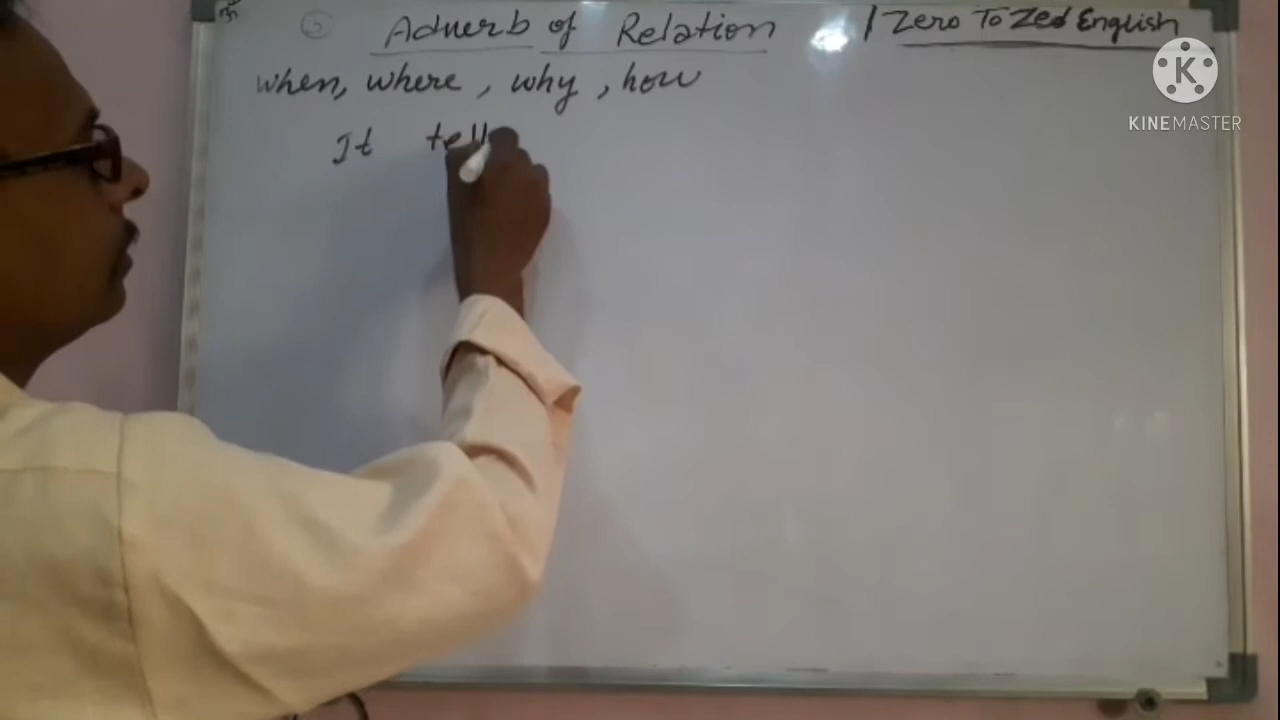 ॐ
Adverb of Relation / Zero To Zed English
when, where, why, how
It tell
KINEMASTER